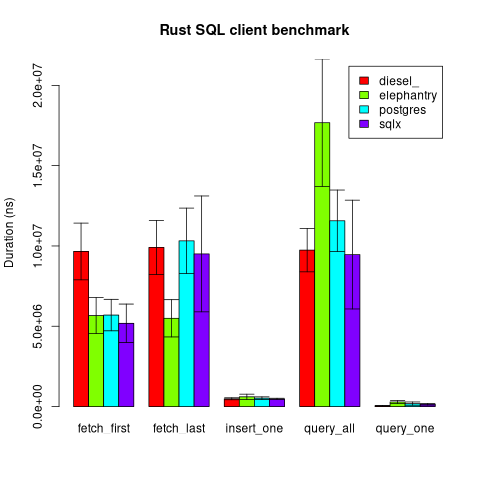 Rust SQL client benchmark
diesel_
elephantry
postgres
sqlx
Duration (ns)
2.0e+07
1.5e+07
1.0e+07
5.0e+06
0.0e+00
fetch_first
fetch_last
insert_one
query_all
query_one